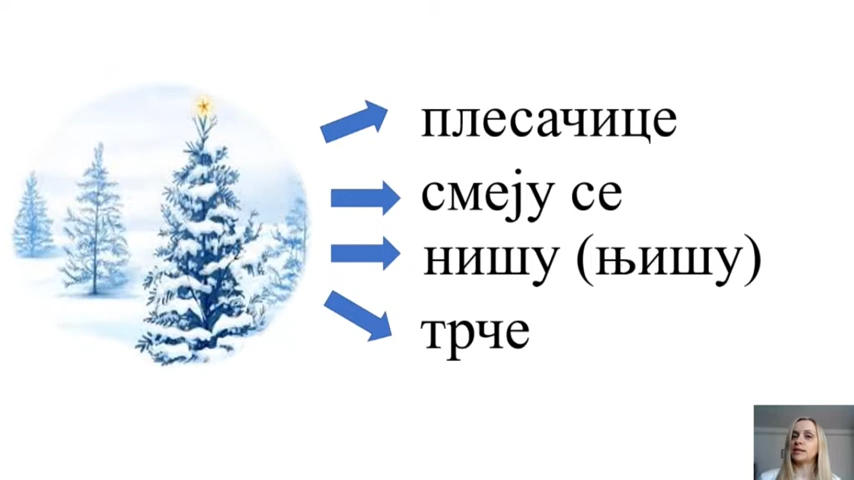 плесачице
смеју се
нишу (њишу)
трче